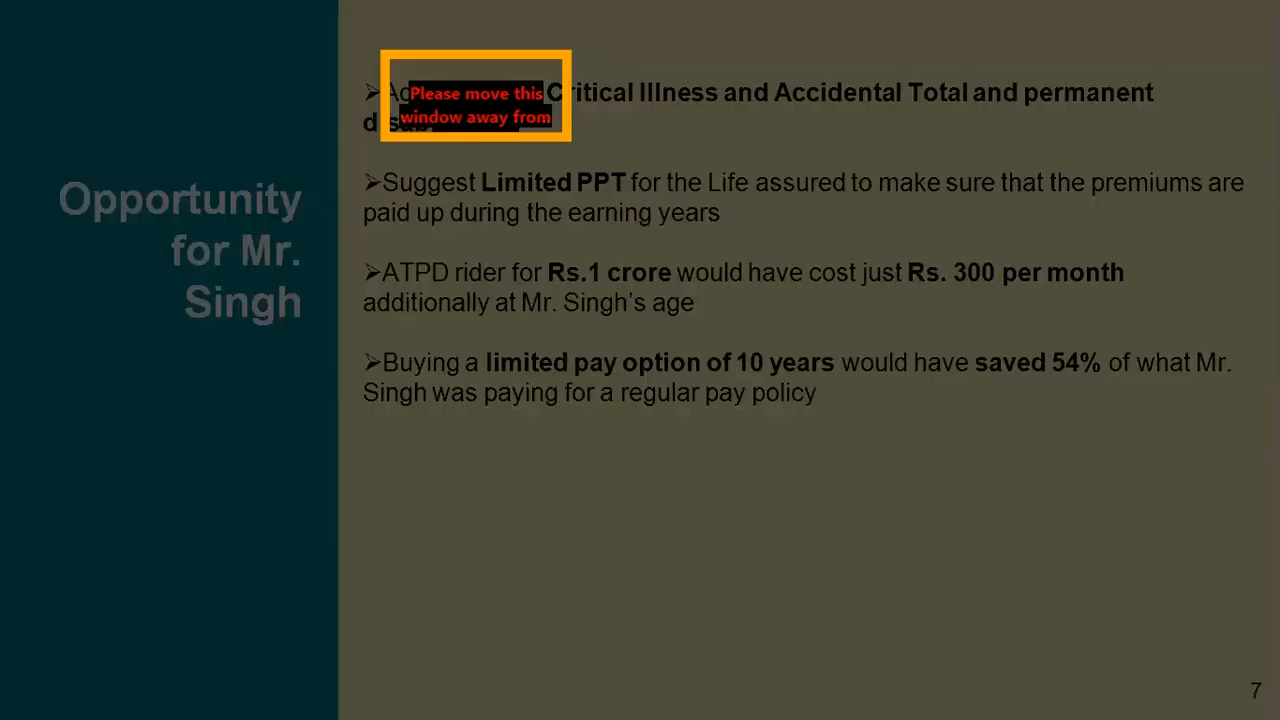 Opportunity
for Mr.
Singh
Please move this
window away from
Critical Illness and Accidental Total and permanent
➢Suggest Limited PPT for the Life assured to make sure that the premiums are
paid up during the earning years
➢ATPD rider for Rs.1 crore would have cost just Rs. 300 per month
additionally at Mr. Singh’s age
➢Buying a limited pay option of 10 years would have saved 54% of what Mr.
Singh was paying for a regular pay policy
7